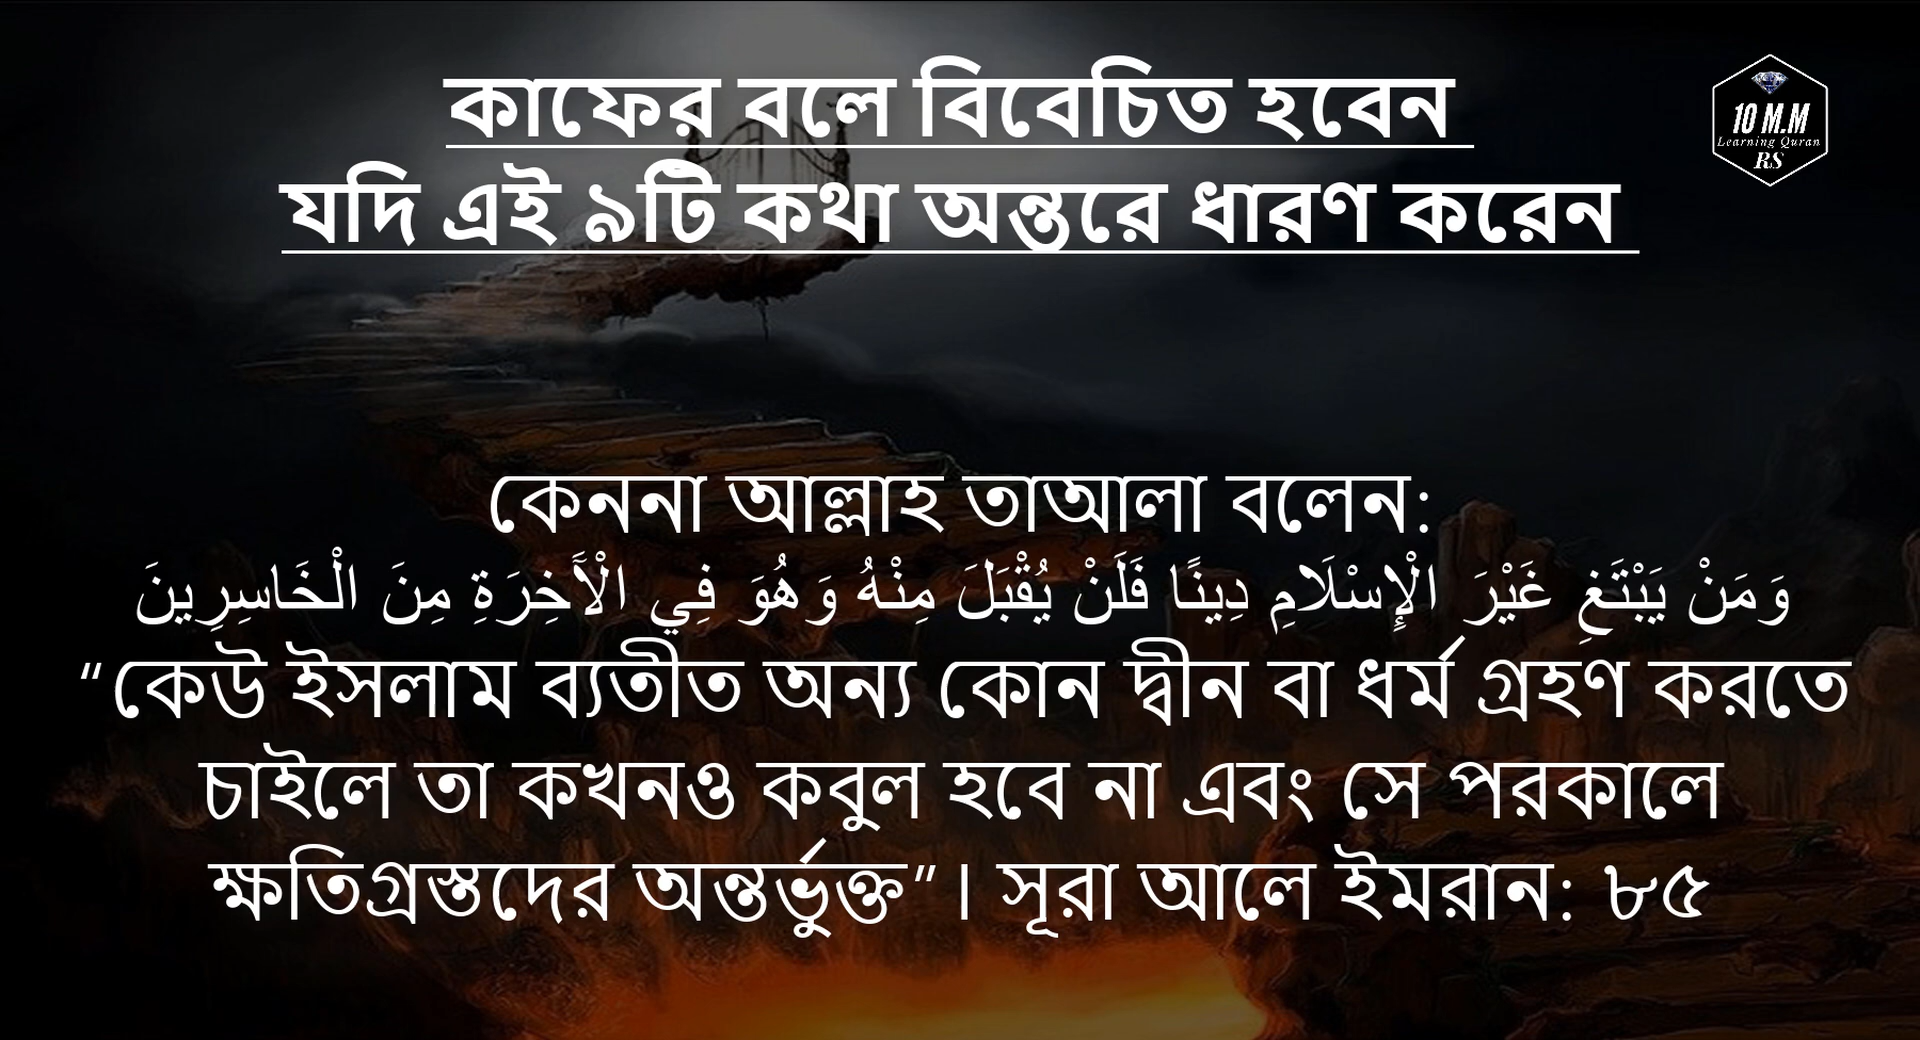 কাফের বলে বিবেচিত হবেন
যদি এই ৯টি কথা অন্তরে ধারণ করেন
10 M.M
Learning Quran
RS
কেননা আল্লাহ তাআলা বলেন:
وَمَنْ يَبْتَغِ غَيْرَ الْإِسْلَامِ دِينًا فَلَنْ يُقْبَلَ مِنْهُ وَهُوَ فِي الْآَخِرَةِ مِنَ الْخَاسِرِينَ
“কেউ ইসলাম ব্যতীত অন্য কোন দ্বীন বা ধর্ম গ্রহণ করতে
চাইলে তা কখনও কবুল হবে না এবং সে পরকালে
ক্ষতিগ্রস্তদের অন্তর্ভুক্ত”। সূরা আলে ইমরান: ৮৫